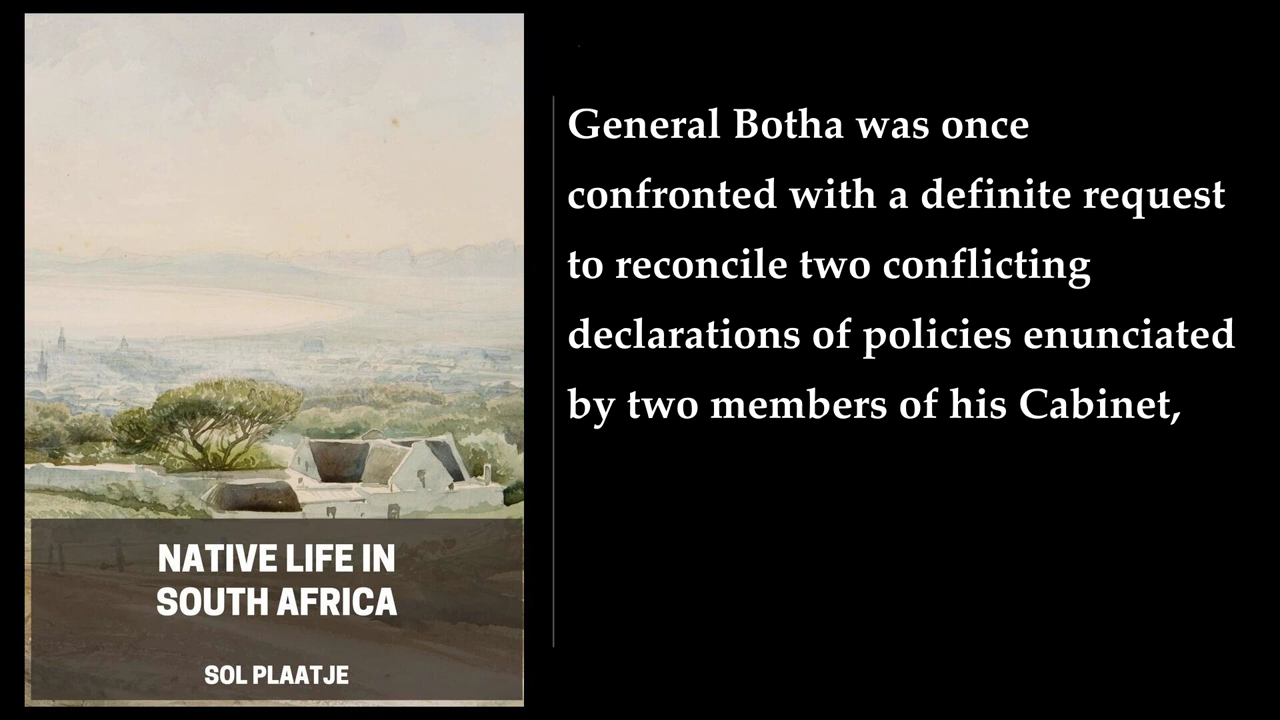 NATIVE LIFE IN
SOUTH AFRICA
SOL PLAATJE
General Botha was once
confronted with a definite request
to reconcile two conflicting
declarations of policies enunciated
by two members of his Cabinet,